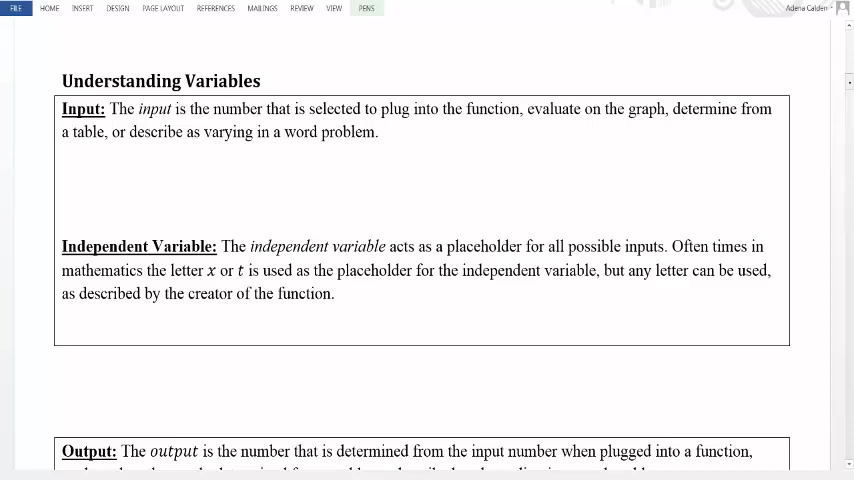 FILE HOME INSERT DESIGN PAGE LAYOUT REFERENCES MAILINGS REVIEW VIEW PENS Adena Calden
Understanding Variables
Input: The input is the number that is selected to plug into the function, evaluate on the graph, determine from
a table, or describe as varying in a word problem.
Independent Variable: The independent variable acts as a placeholder for all possible inputs. Often times in
mathematics the letter x or t is used as the placeholder for the independent variable, but any letter can be used,
as described by the creator of the function.
Output: The output is the number that is determined from the input number when plugged into a function,